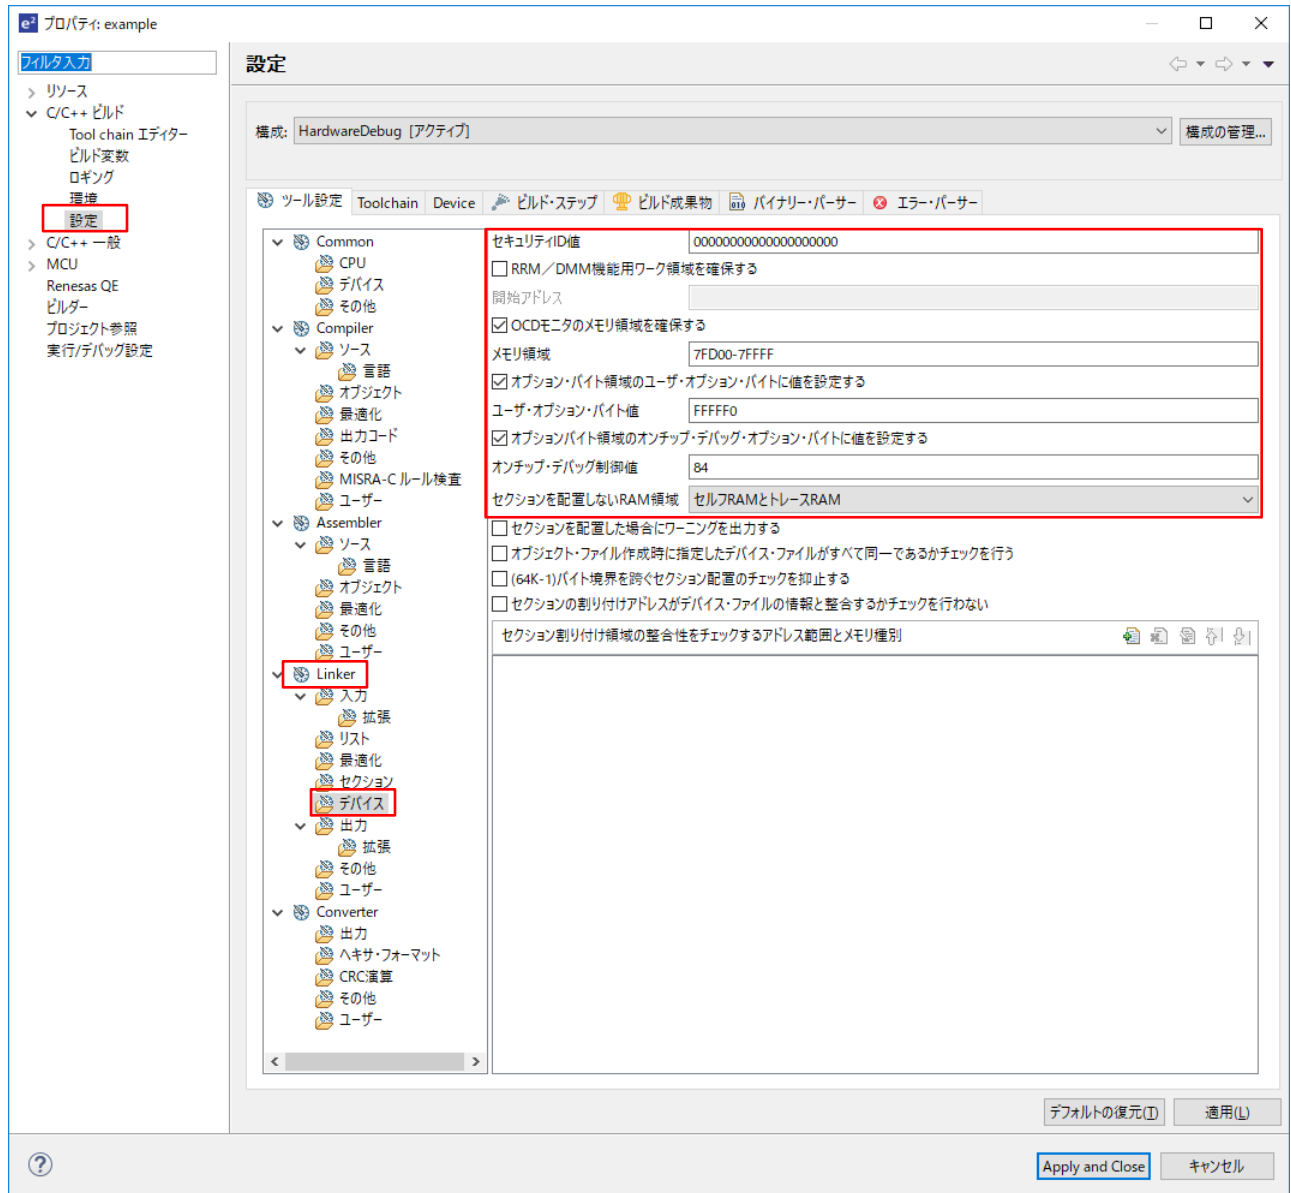 e² プロパティ: example
フィルタ入力
設定
リソース
C/C++ ビルド
Tool chain エディター
ビルド変数
ロギング
環境
設定
C/C++ 一般
MCU
Renesas QE
ビルダー
プロジェクト参照
実行/デバッグ設定
構成: HardwareDebug [アクティブ]
構成の管理...
ツール設定 Toolchain Device ビルド・ステップ ビルド成果物 バイナリー・パーサー エラー・パーサー
Common
CPU
デバイス
その他
Compiler
ソース
言語
オブジェクト
最適化
出力コード
その他
MISRA-C ルール検査
ユーザー
Assembler
ソース
言語
オブジェクト
最適化
その他
ユーザー
Linker
入力
拡張
リスト
最適化
セクション
デバイス
出力
拡張
その他
ユーザー
Converter
出力
ヘキサ・フォーマット
CRC演算
その他
ユーザー
セキュリティID値 00000000000000000000
RRM／DMM機能用ワーク領域を確保する
開始アドレス
OCDモニタのメモリ領域を確保する
メモリ領域 7FD00-7FFFF
オプション・バイト領域のユーザ・オプション・バイトに値を設定する
ユーザ・オプション・バイト値 FFFFF0
オプションバイト領域のオンチップ・デバッグ・オプション・バイトに値を設定する
オンチップ・デバッグ制御値 84
セクションを配置しないRAM領域 セルフRAMとトレースRAM
セクションを配置した場合にワーニングを出力する
オブジェクト・ファイル作成時に指定したデバイス・ファイルがすべて同一であるかチェックを行う
(64K-1)バイト境界を跨ぐセクション配置のチェックを抑止する
セクションの割り付けアドレスがデバイス・ファイルの情報と整合するかチェックを行わない
セクション割り付け領域の整合性をチェックするアドレス範囲とメモリ種別
デフォルトの復元(T) 適用(L)
Apply and Close キャンセル